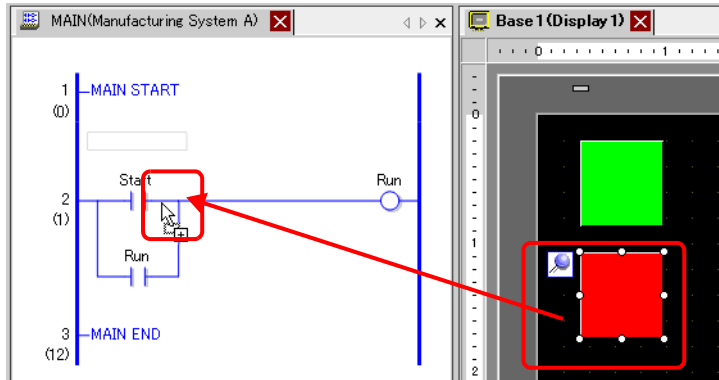 MAIN(Manufacturing System A)
Base 1 (Display 1)
0 1
1
(0)
MAIN START
0
Start
Run
2
(1)
1
Run
3
(12)
MAIN END
2